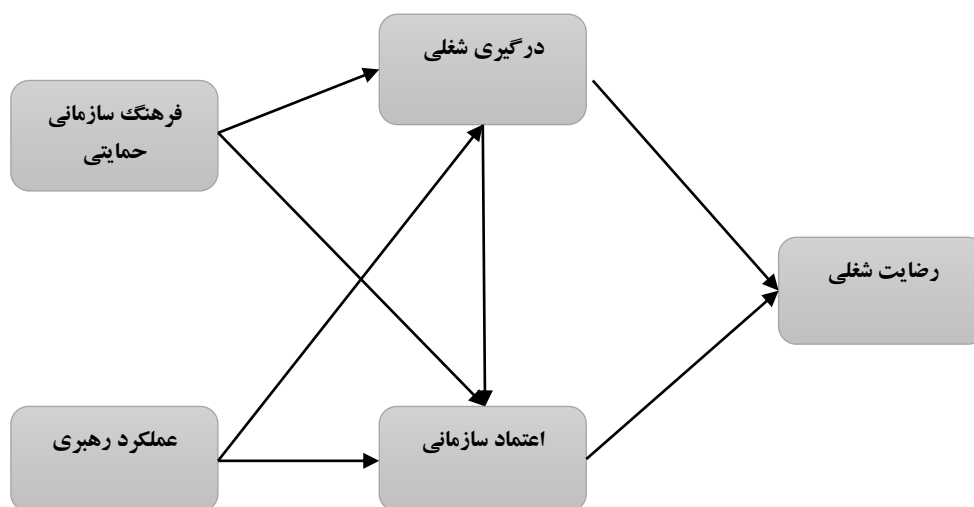 درگیری شغلی
فرهنگ سازمانی
حمایتی
رضایت شغلی
عملکرد رهبری
اعتماد سازمانی